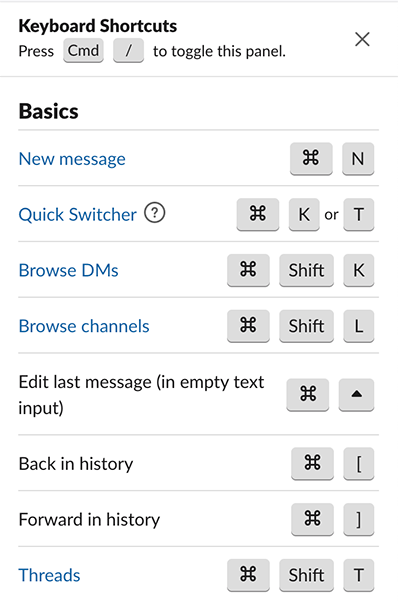 Keyboard Shortcuts
Press Cmd / to toggle this panel.
Basics
New message ⌘ N
Quick Switcher ? ⌘ K or T
Browse DMs ⌘ Shift K
Browse channels ⌘ Shift L
Edit last message (in empty text
input) ⌘ ▲
Back in history ⌘ [
Forward in history ⌘ ]
Threads ⌘ Shift T